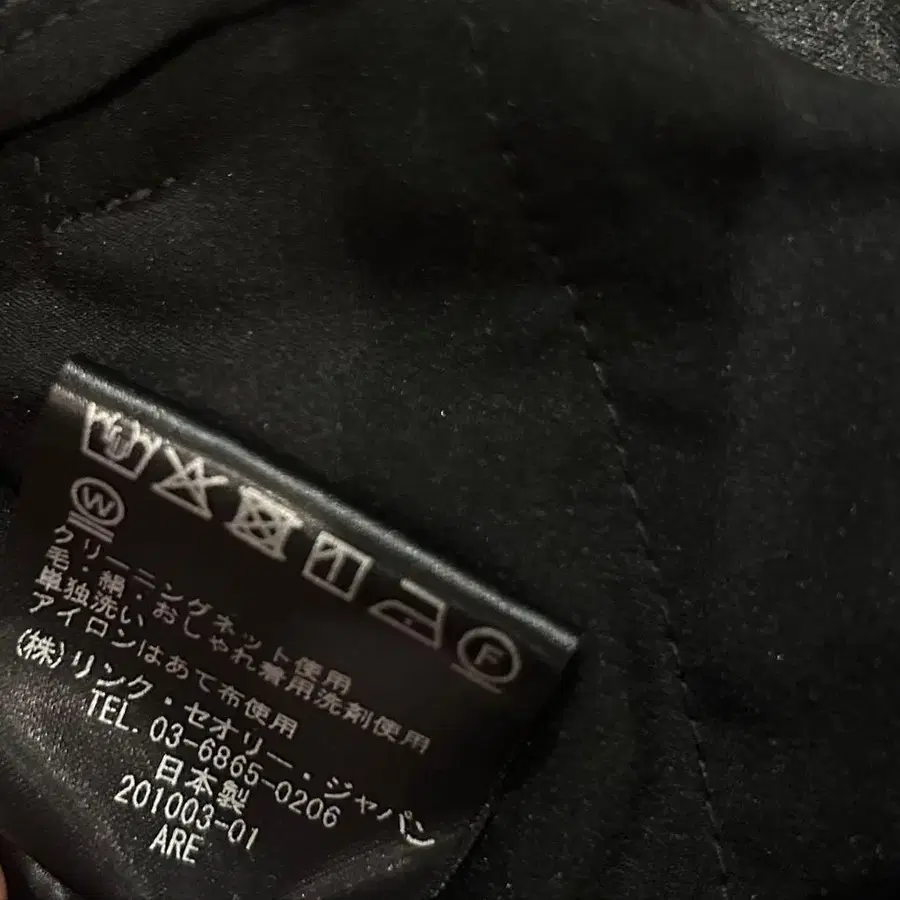 W
F
クリーニングネット使用
毛・絹・おしゃれ着用洗剤使用
単独洗い
アイロンはあて布使用
(株)リンク・セオリー・ジャパン
TEL. 03-6865-0206
日本製
201003-01
ARE